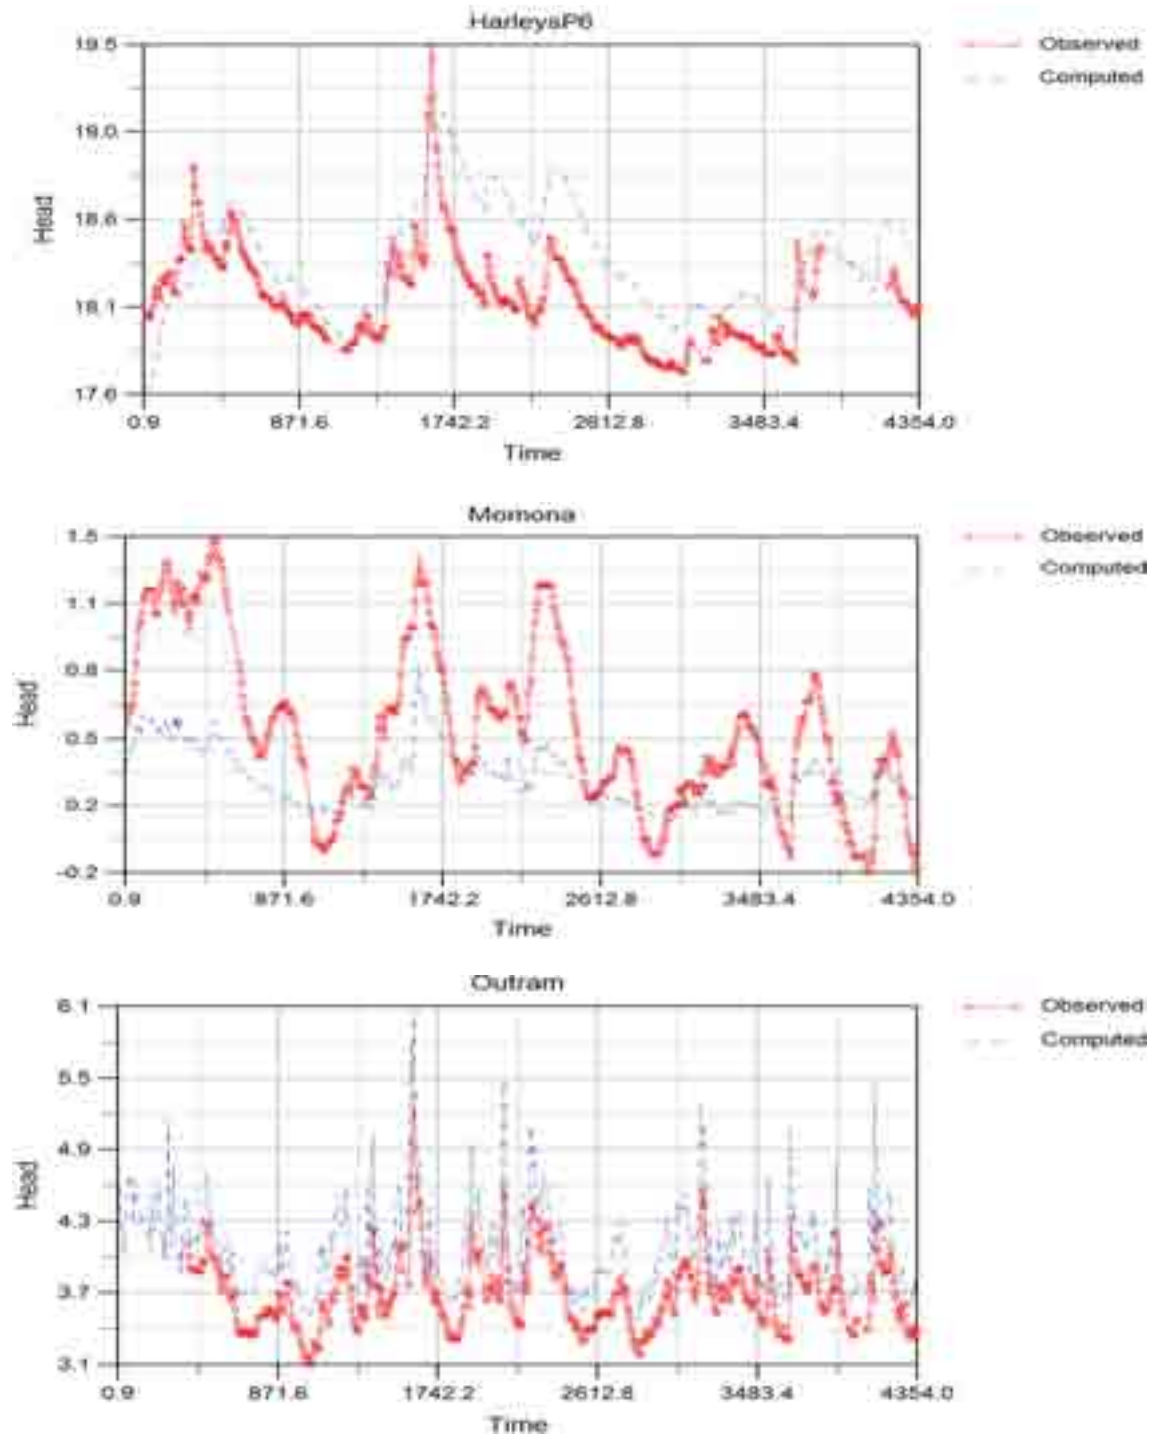 HarleysP6
19.5
19.0
18.6
18.1
17.6
Head
0.9 871.6 1742.2 2612.8 3483.4 4354.0
Time
Observed
Computed
Momona
1.5
1.1
0.8
0.5
0.2
-0.2
Head
0.9 871.6 1742.2 2612.8 3483.4 4354.0
Time
Observed
Computed
Outram
6.1
5.5
4.9
4.3
3.7
3.1
Head
0.9 871.6 1742.2 2612.8 3483.4 4354.0
Time
Observed
Computed